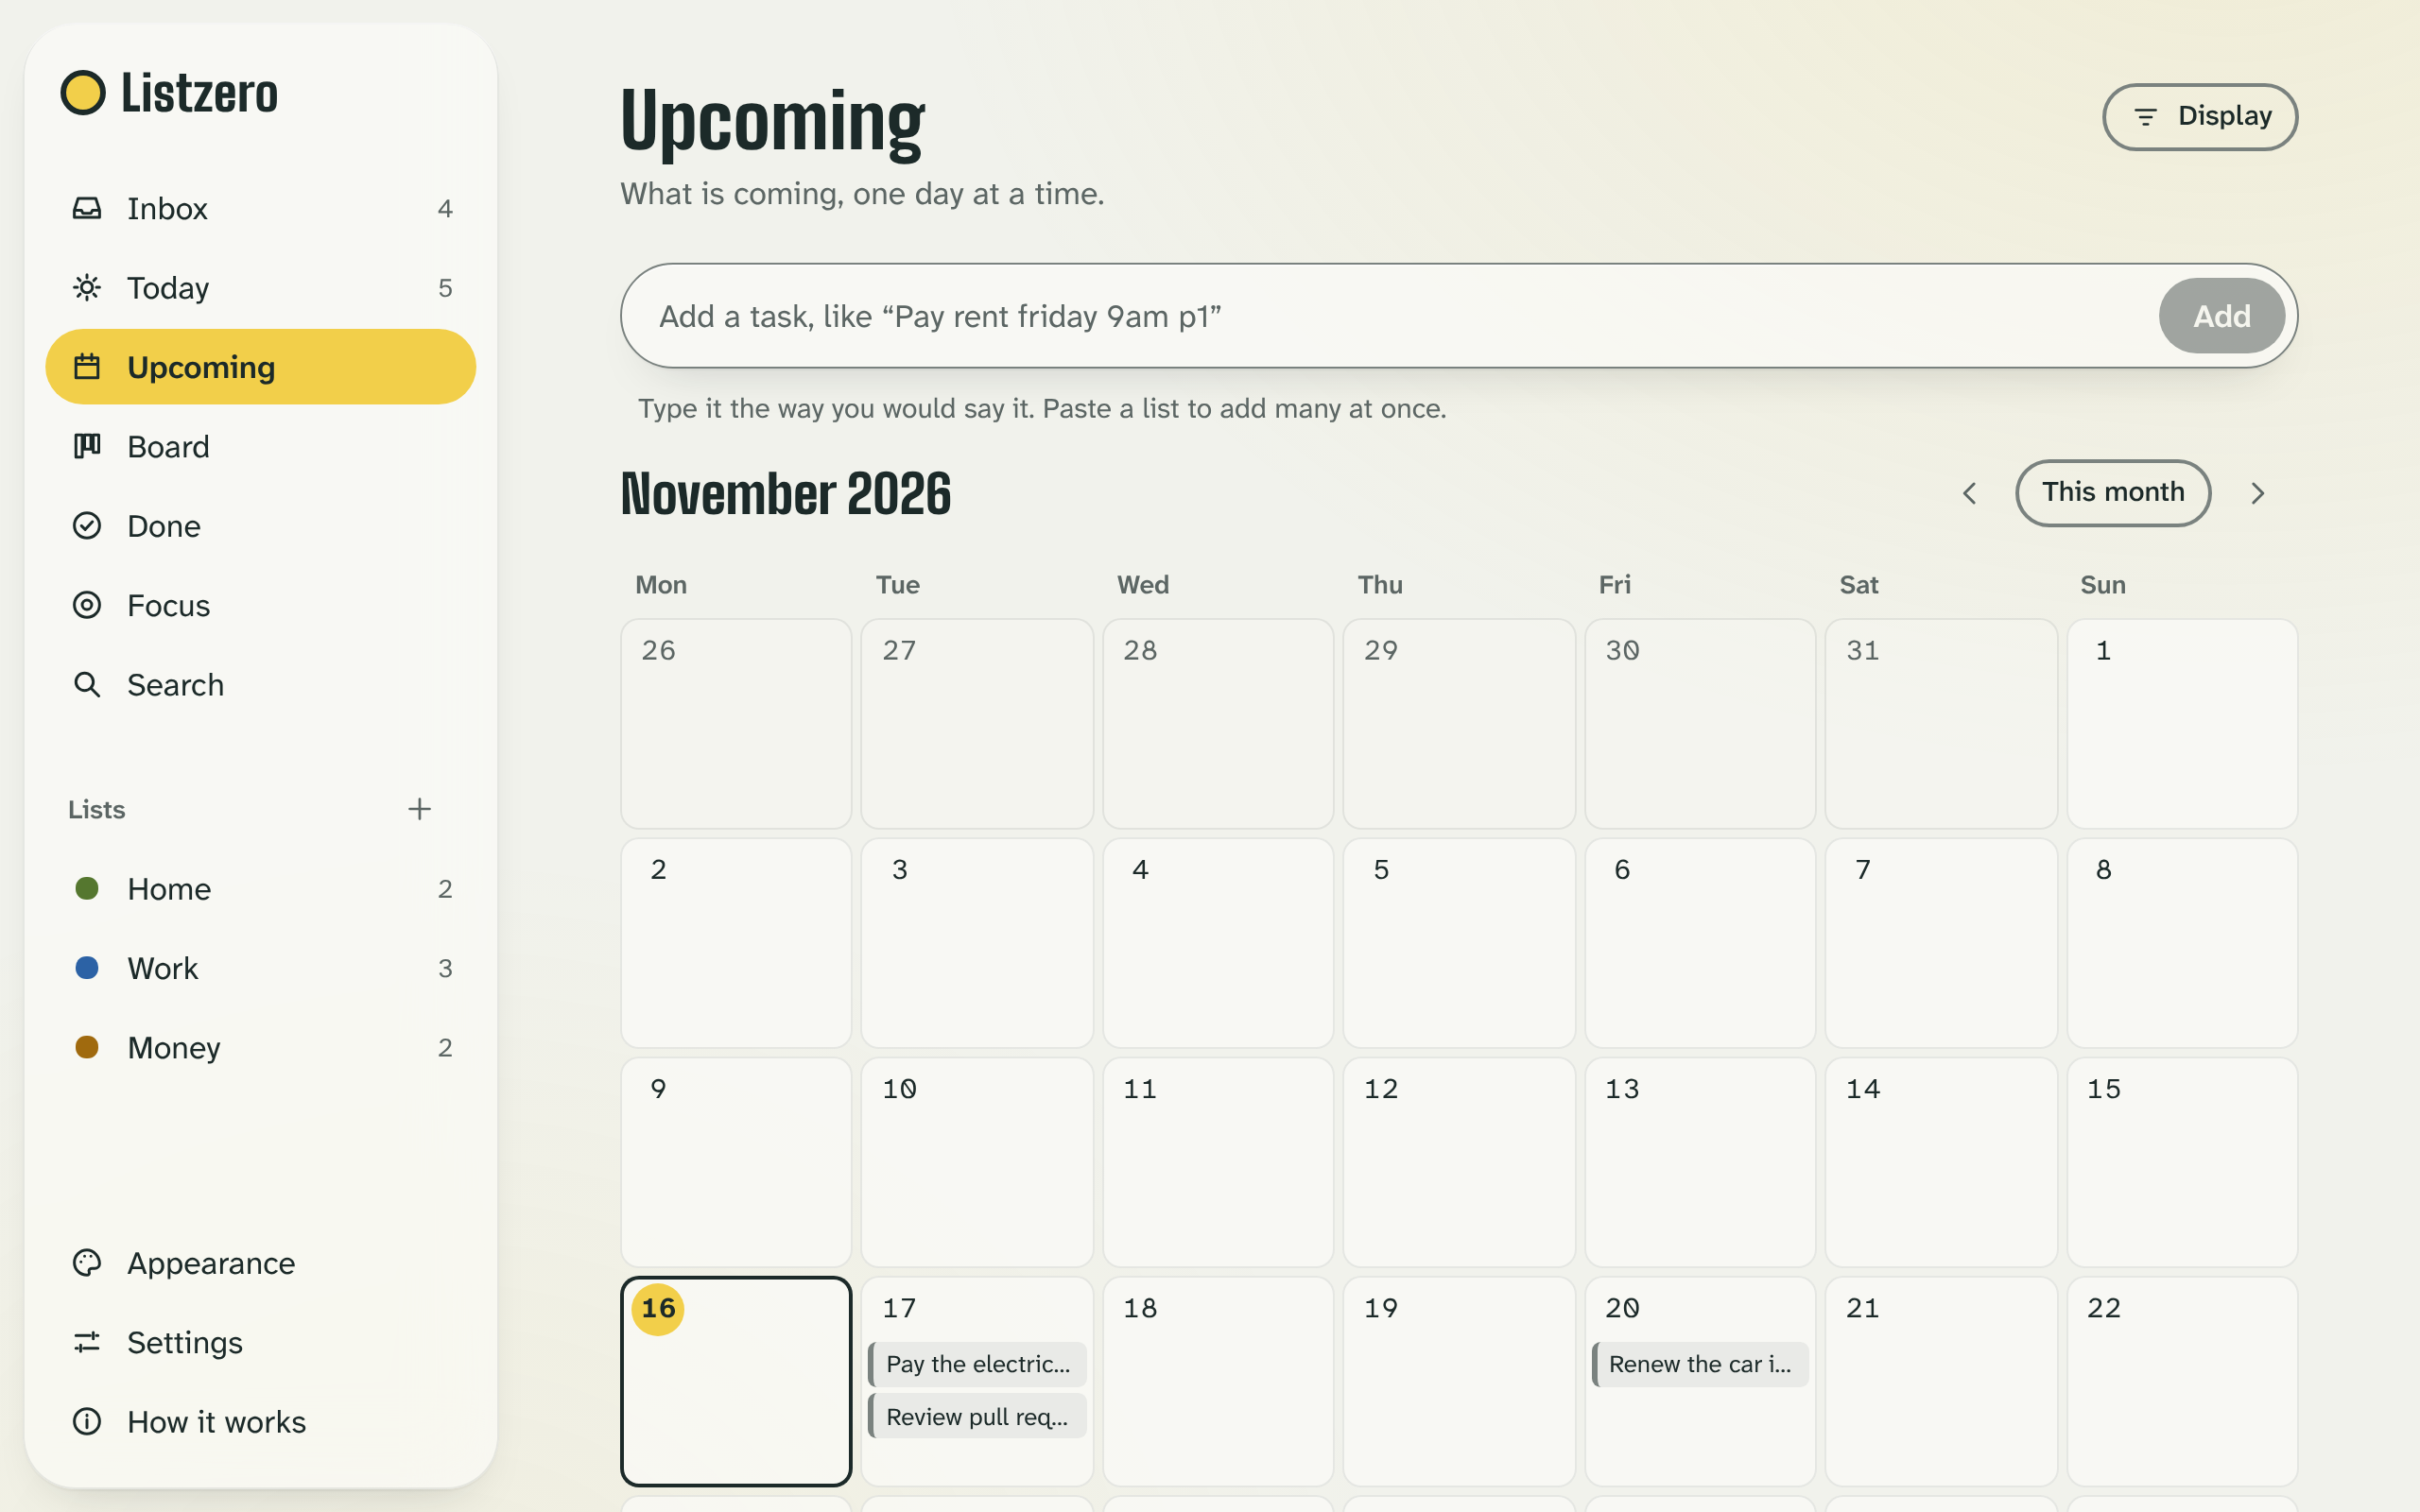 Listzero
Inbox 4
Today 5
Upcoming
Board
Done
Focus
Search
Lists
Home 2
Work 3
Money 2
Appearance
Settings
How it works
Upcoming
Display
What is coming, one day at a time.
Add a task, like “Pay rent friday 9am p1”
Add
Type it the way you would say it. Paste a list to add many at once.
November 2026
This month
Mon Tue Wed Thu Fri Sat Sun
26 27 28 29 30 31 1
2 3 4 5 6 7 8
9 10 11 12 13 14 15
16 17 18 19 20 21 22
Pay the electric... Renew the car i...
Review pull req...